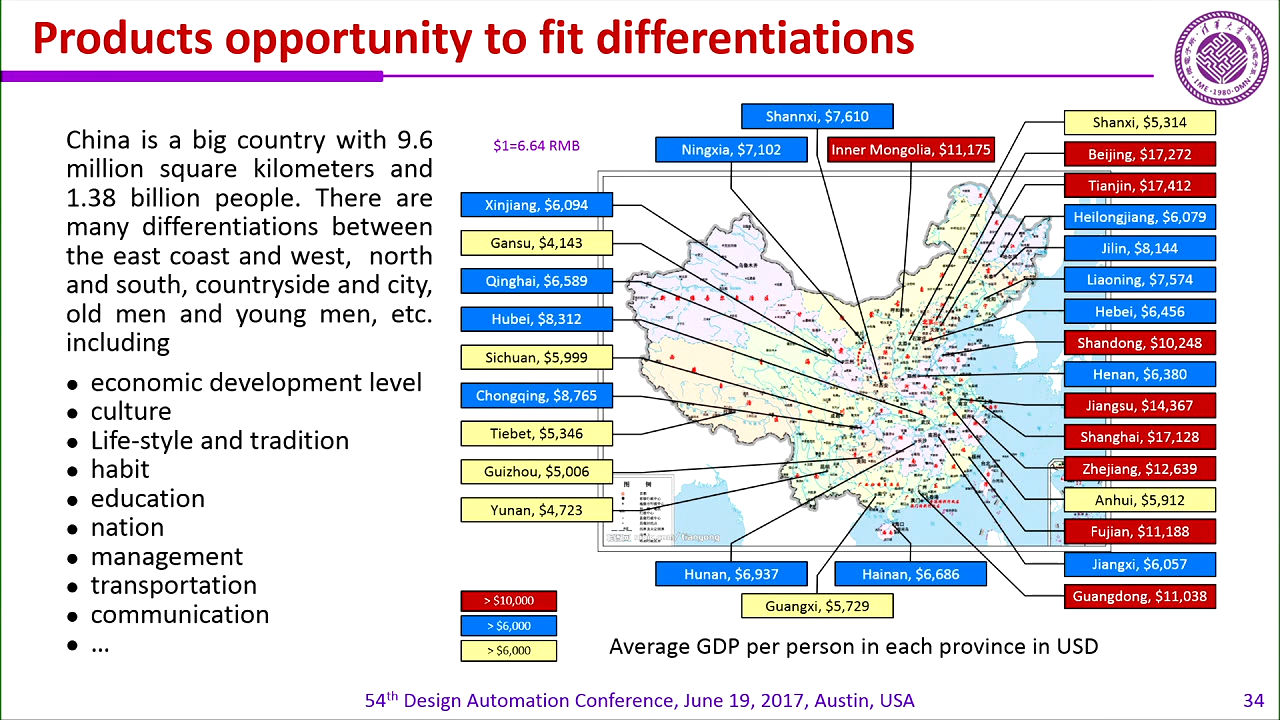 Products opportunity to fit differentiations
China is a big country with 9.6
million square kilometers and
1.38 billion people. There are
many differentiations between
the east coast and west, north
and south, countryside and city,
old men and young men, etc.
including
● economic development level
● culture
● Life-style and tradition
● habit
● education
● nation
● management
● transportation
● communication
● ...
$1=6.64 RMB
Shannxi, $7,610
Ningxia, $7,102
Inner Mongolia, $11,175
Xinjiang, $6,094
Gansu, $4,143
Qinghai, $6,589
Hubei, $8,312
Sichuan, $5,999
Chongqing, $8,765
Tiebet, $5,346
Guizhou, $5,006
Yunan, $4,723
Shanxi, $5,314
Beijing, $17,272
Tianjin, $17,412
Heilongjiang, $6,079
Jilin, $8,144
Liaoning, $7,574
Hebei, $6,456
Shandong, $10,248
Henan, $6,380
Jiangsu, $14,367
Shanghai, $17,128
Zhejiang, $12,639
Anhui, $5,912
Fujian, $11,188
Jiangxi, $6,057
Guangdong, $11,038
Hunan, $6,937
Hainan, $6,686
Guangxi, $5,729
图 例
> $10,000
> $6,000
> $6,000
Average GDP per person in each province in USD
54th Design Automation Conference, June 19, 2017, Austin, USA
34